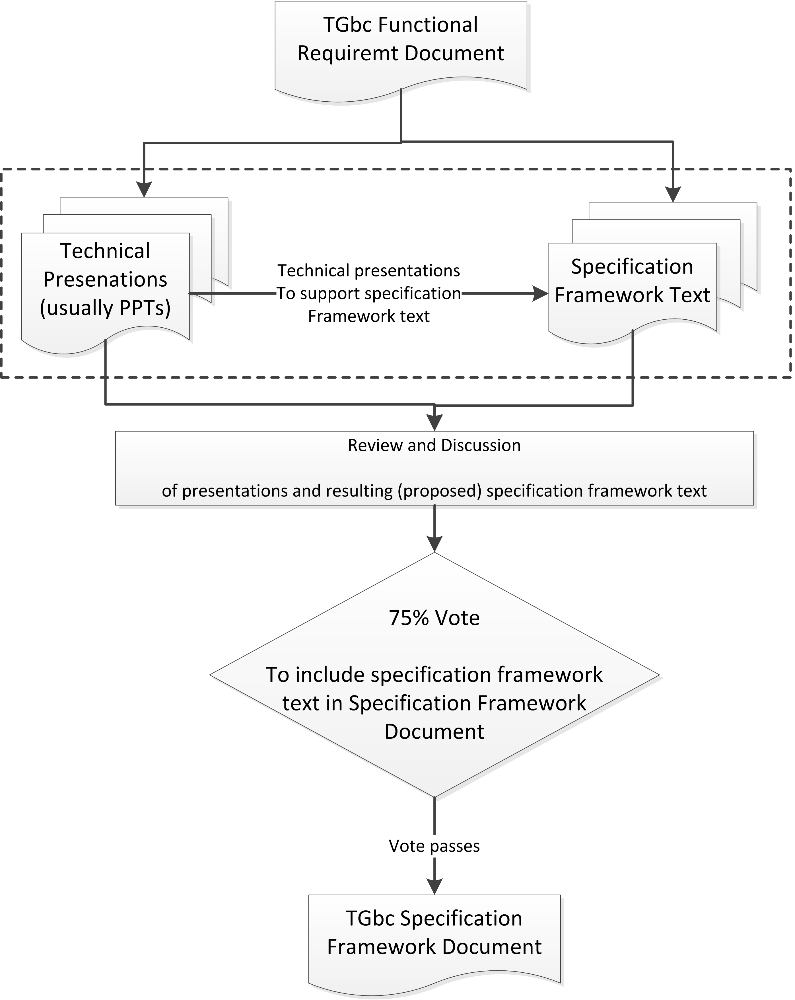 TGbc Functional
Requiremt Document
Technical
Presenations
(usually PPTs)
Technical presentations
To support specification
Framework text
Specification
Framework Text
Review and Discussion
of presentations and resulting (proposed) specification framework text
75% Vote
To include specification framework
text in Specification Framework
Document
Vote passes
TGbc Specification
Framework Document